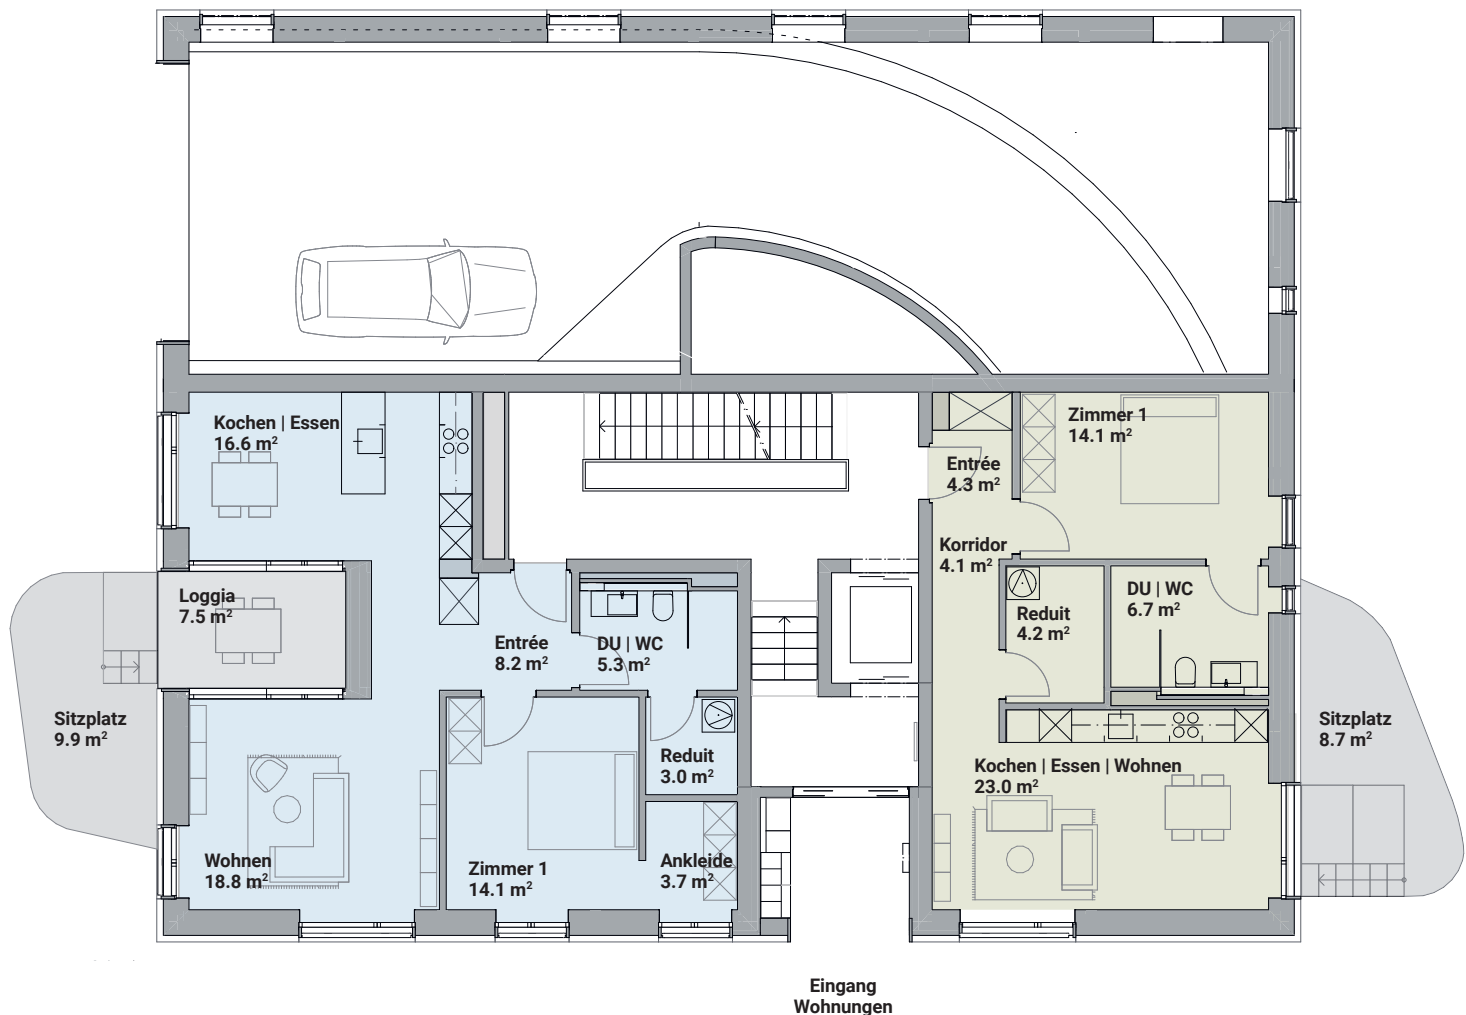 Kochen | Essen
16.6 m²
Zimmer 1
14.1 m²
Entrée
4.3 m²
Korridor
4.1 m²
Loggia
7.5 m²
DU | WC
6.7 m²
Reduit
4.2 m²
Entrée
8.2 m²
DU | WC
5.3 m²
Sitzplatz
9.9 m²
Sitzplatz
8.7 m²
Reduit
3.0 m²
Kochen | Essen | Wohnen
23.0 m²
Wohnen
18.8 m²
Zimmer 1
14.1 m²
Ankleide
3.7 m²
Eingang
Wohnungen